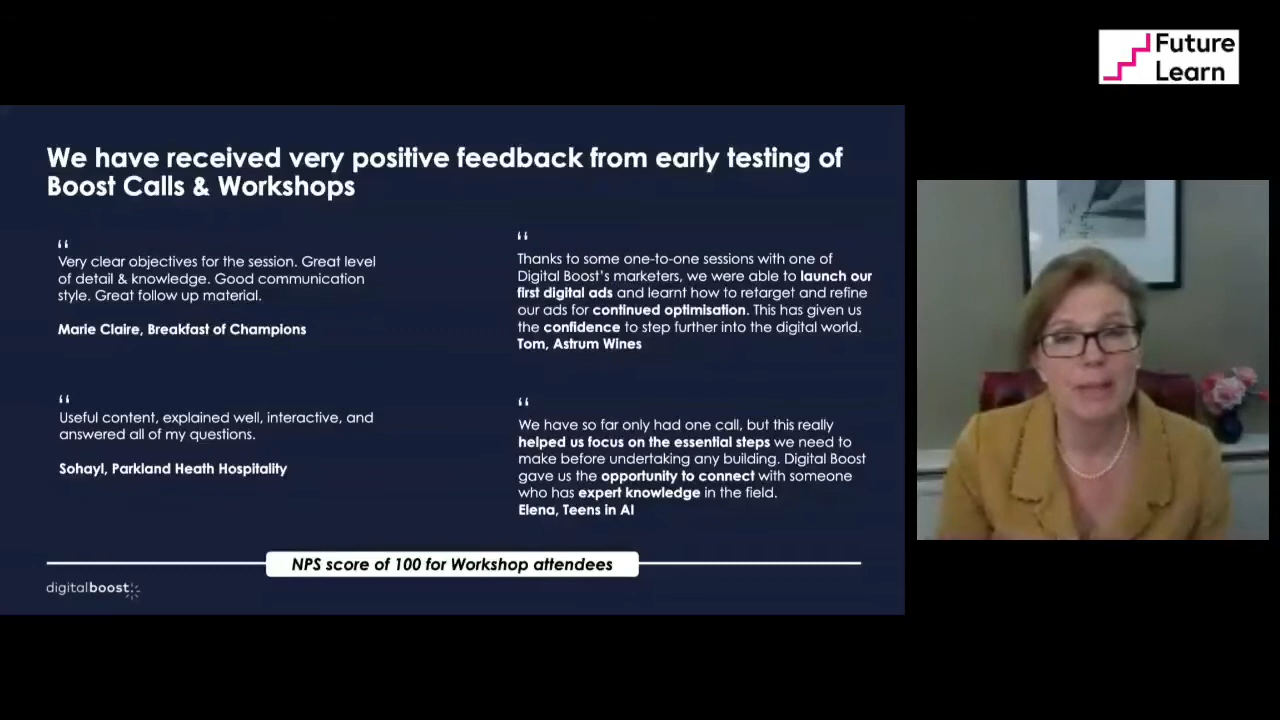 Future
Learn
We have received very positive feedback from early testing of
Boost Calls & Workshops
“
Very clear objectives for the session. Great level
of detail & knowledge. Good communication
style. Great follow up material.
Marie Claire, Breakfast of Champions
“
Useful content, explained well, interactive, and
answered all of my questions.
Sohayl, Parkland Heath Hospitality
“
Thanks to some one-to-one sessions with one of
Digital Boost’s marketers, we were able to launch our
first digital ads and learnt how to retarget and refine
our ads for continued optimisation. This has given us
the confidence to step further into the digital world.
Tom, Astrum Wines
“
We have so far only had one call, but this really
helped us focus on the essential steps we need to
make before undertaking any building. Digital Boost
gave us the opportunity to connect with someone
who has expert knowledge in the field.
Elena, Teens in AI
NPS score of 100 for Workshop attendees
digitalboost